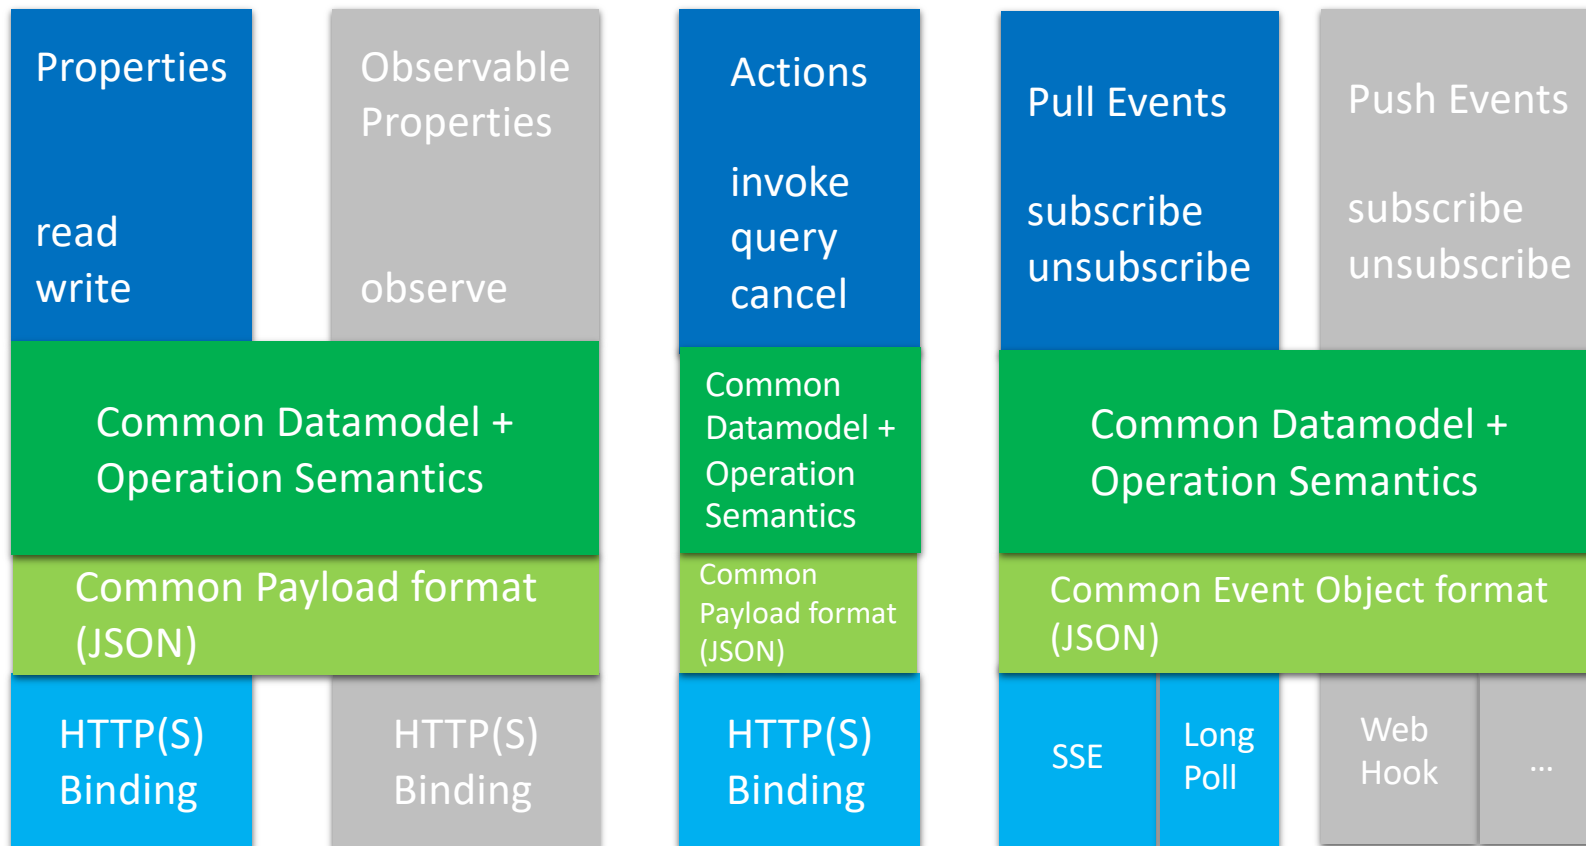 Properties
read
write
Observable
Properties
observe
Actions
invoke
query
cancel
Pull Events
subscribe
unsubscribe
Push Events
subscribe
unsubscribe
Common Datamodel +
Operation Semantics
Common
Datamodel +
Operation
Semantics
Common Datamodel +
Operation Semantics
Common Payload format
(JSON)
Common
Payload format
(JSON)
Common Event Object format
(JSON)
HTTP(S)
Binding
HTTP(S)
Binding
HTTP(S)
Binding
SSE
Long
Poll
Web
Hook
...